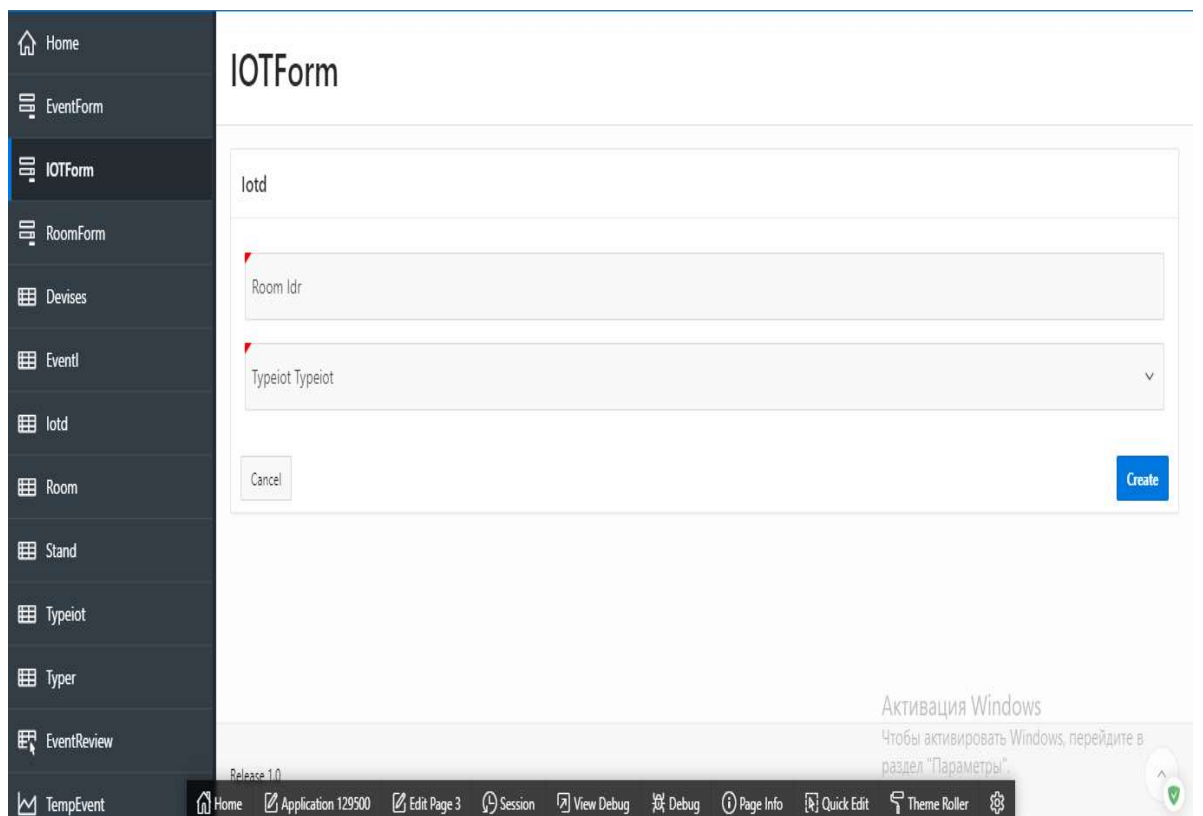 Home
EventForm
IOTForm
RoomForm
Devises
EventI
Iotd
Room
Stand
Typeiot
Typer
EventReview
TempEvent
IOTForm
Iotd
Room Idr
Typeiot Typeiot
Cancel
Create
Активация Windows
Чтобы активировать Windows, перейдите в
раздел "Параметры".
Release 1.0
Home Application 129500 Edit Page 3 Session View Debug Debug Page Info Quick Edit Theme Roller